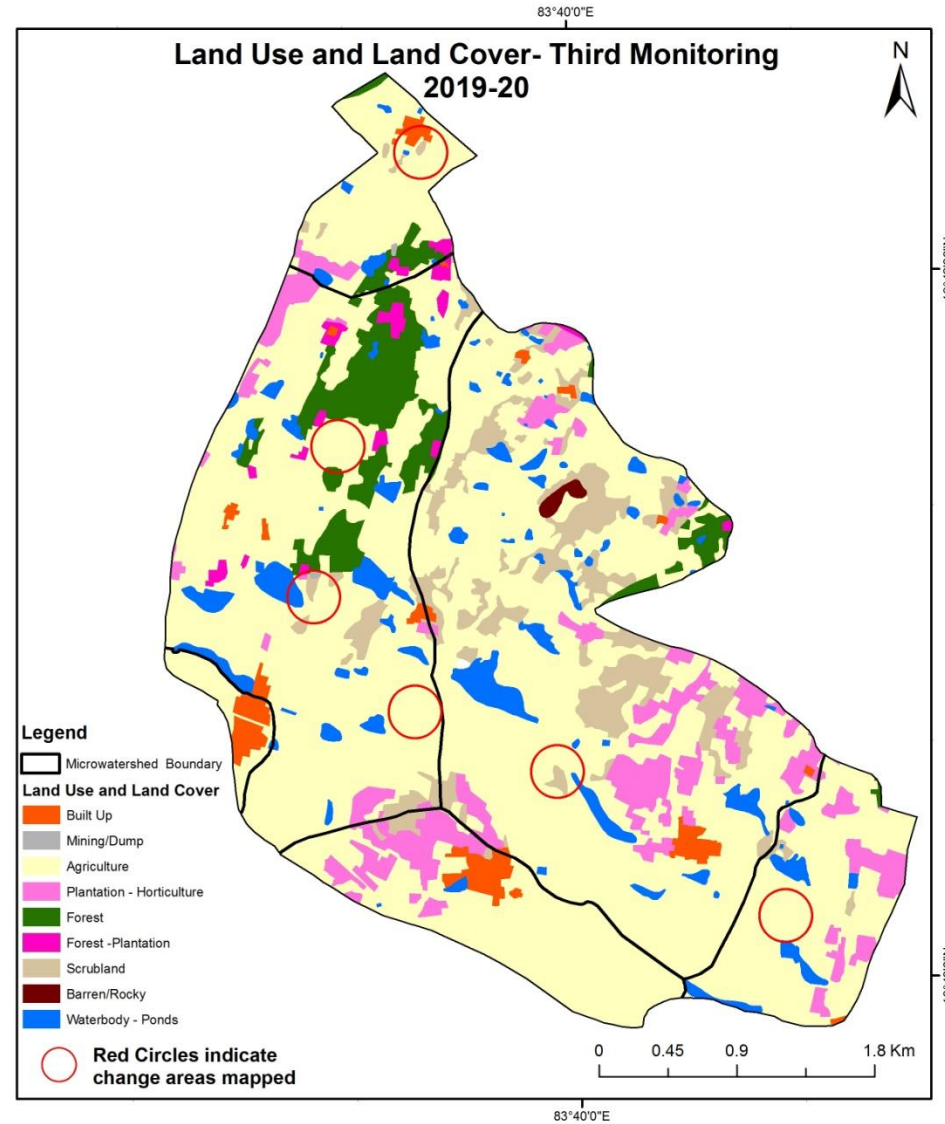 83°40'0"E
Land Use and Land Cover- Third Monitoring
2019-20
N
Legend
Microwatershed Boundary
Land Use and Land Cover
Built Up
Mining/Dump
Agriculture
Plantation - Horticulture
Forest
Forest -Plantation
Scrubland
Barren/Rocky
Waterbody - Ponds
Red Circles indicate
change areas mapped
0 0.45 0.9 1.8 Km
83°40'0"E